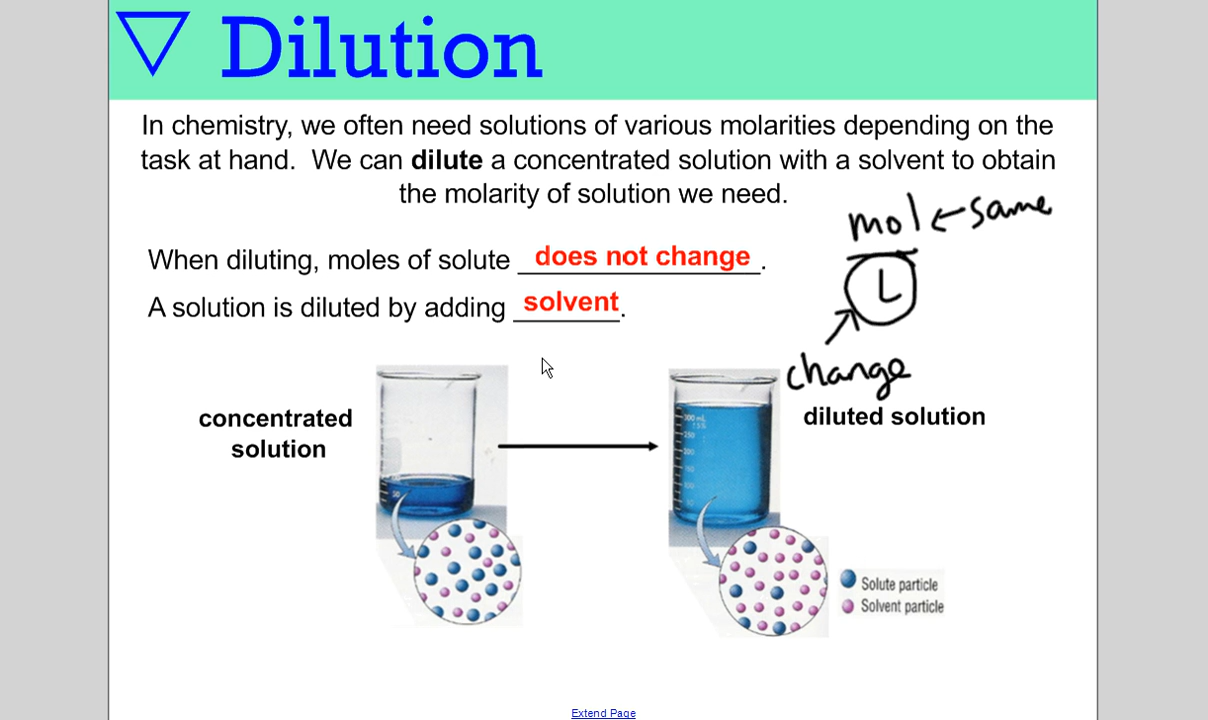 Dilution
In chemistry, we often need solutions of various molarities depending on the
task at hand. We can dilute a concentrated solution with a solvent to obtain
the molarity of solution we need.
mol ← same
When diluting, moles of solute does not change.
L
A solution is diluted by adding solvent.
change
concentrated
solution
diluted solution
Solute particle
Solvent particle
Extend Page